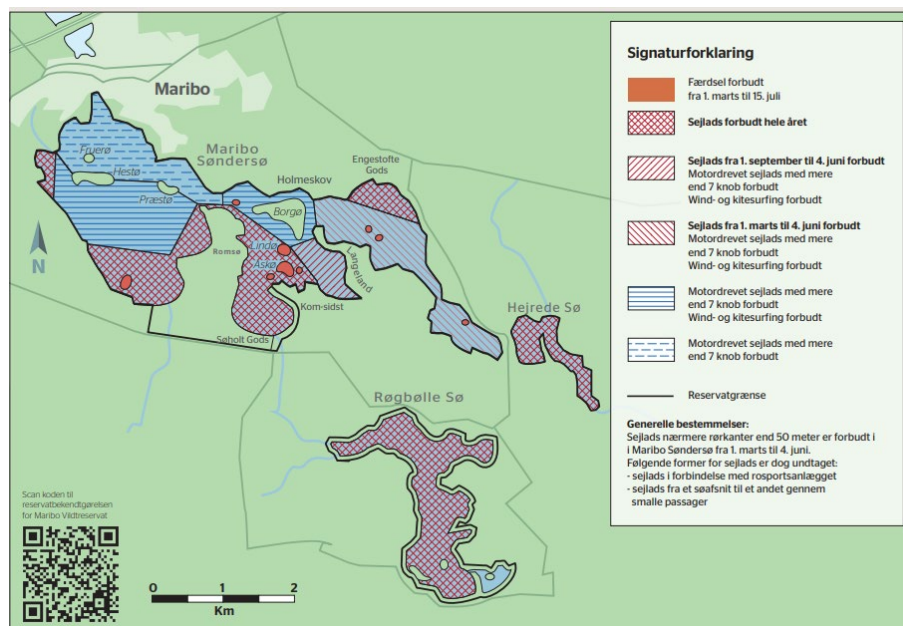 Maribo
Maribo
Søndersø
Fruerø
Hestø
Præstø
Holmeskov
Engestofte
Gods
Borgø
Romsø
Lindø
Askø
Langeland
Kom-sidst
Søholt Gods
Hejrede Sø
Røgbølle Sø
N
Scan koden til
reservatbekendtgørelsen
for Maribo Vildtreservat
0 1 2
Km
Signaturforklaring
Færdsel forbudt
fra 1. marts til 15. juli
Sejlads forbudt hele året
Sejlads fra 1. september til 4. juni forbudt
Motordrevet sejlads med mere
end 7 knob forbudt
Wind- og kitesurfing forbudt
Sejlads fra 1. marts til 4. juni forbudt
Motordrevet sejlads med mere
end 7 knob forbudt
Wind- og kitesurfing forbudt
Motordrevet sejlads med mere
end 7 knob forbudt
Wind- og kitesurfing forbudt
Motordrevet sejlads med mere
end 7 knob forbudt
Reservatgrænse
Generelle bestemmelser:
Sejlads nærmere rørkanter end 50 meter er forbudt i
i Maribo Søndersø fra 1. marts til 4. juni.
Følgende former for sejlads er dog undtaget:
- sejlads i forbindelse med rosportsanlægget
- sejlads fra et søafsnit til et andet gennem
smalle passager